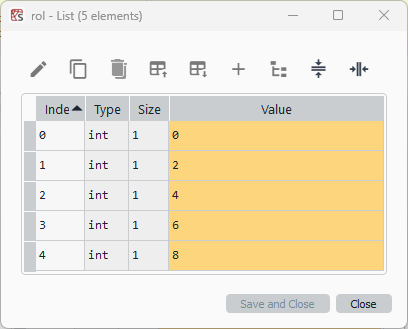 rol - List (5 elements)
Inde Type Size Value
0 int 1 0
1 int 1 2
2 int 1 4
3 int 1 6
4 int 1 8
Save and Close Close